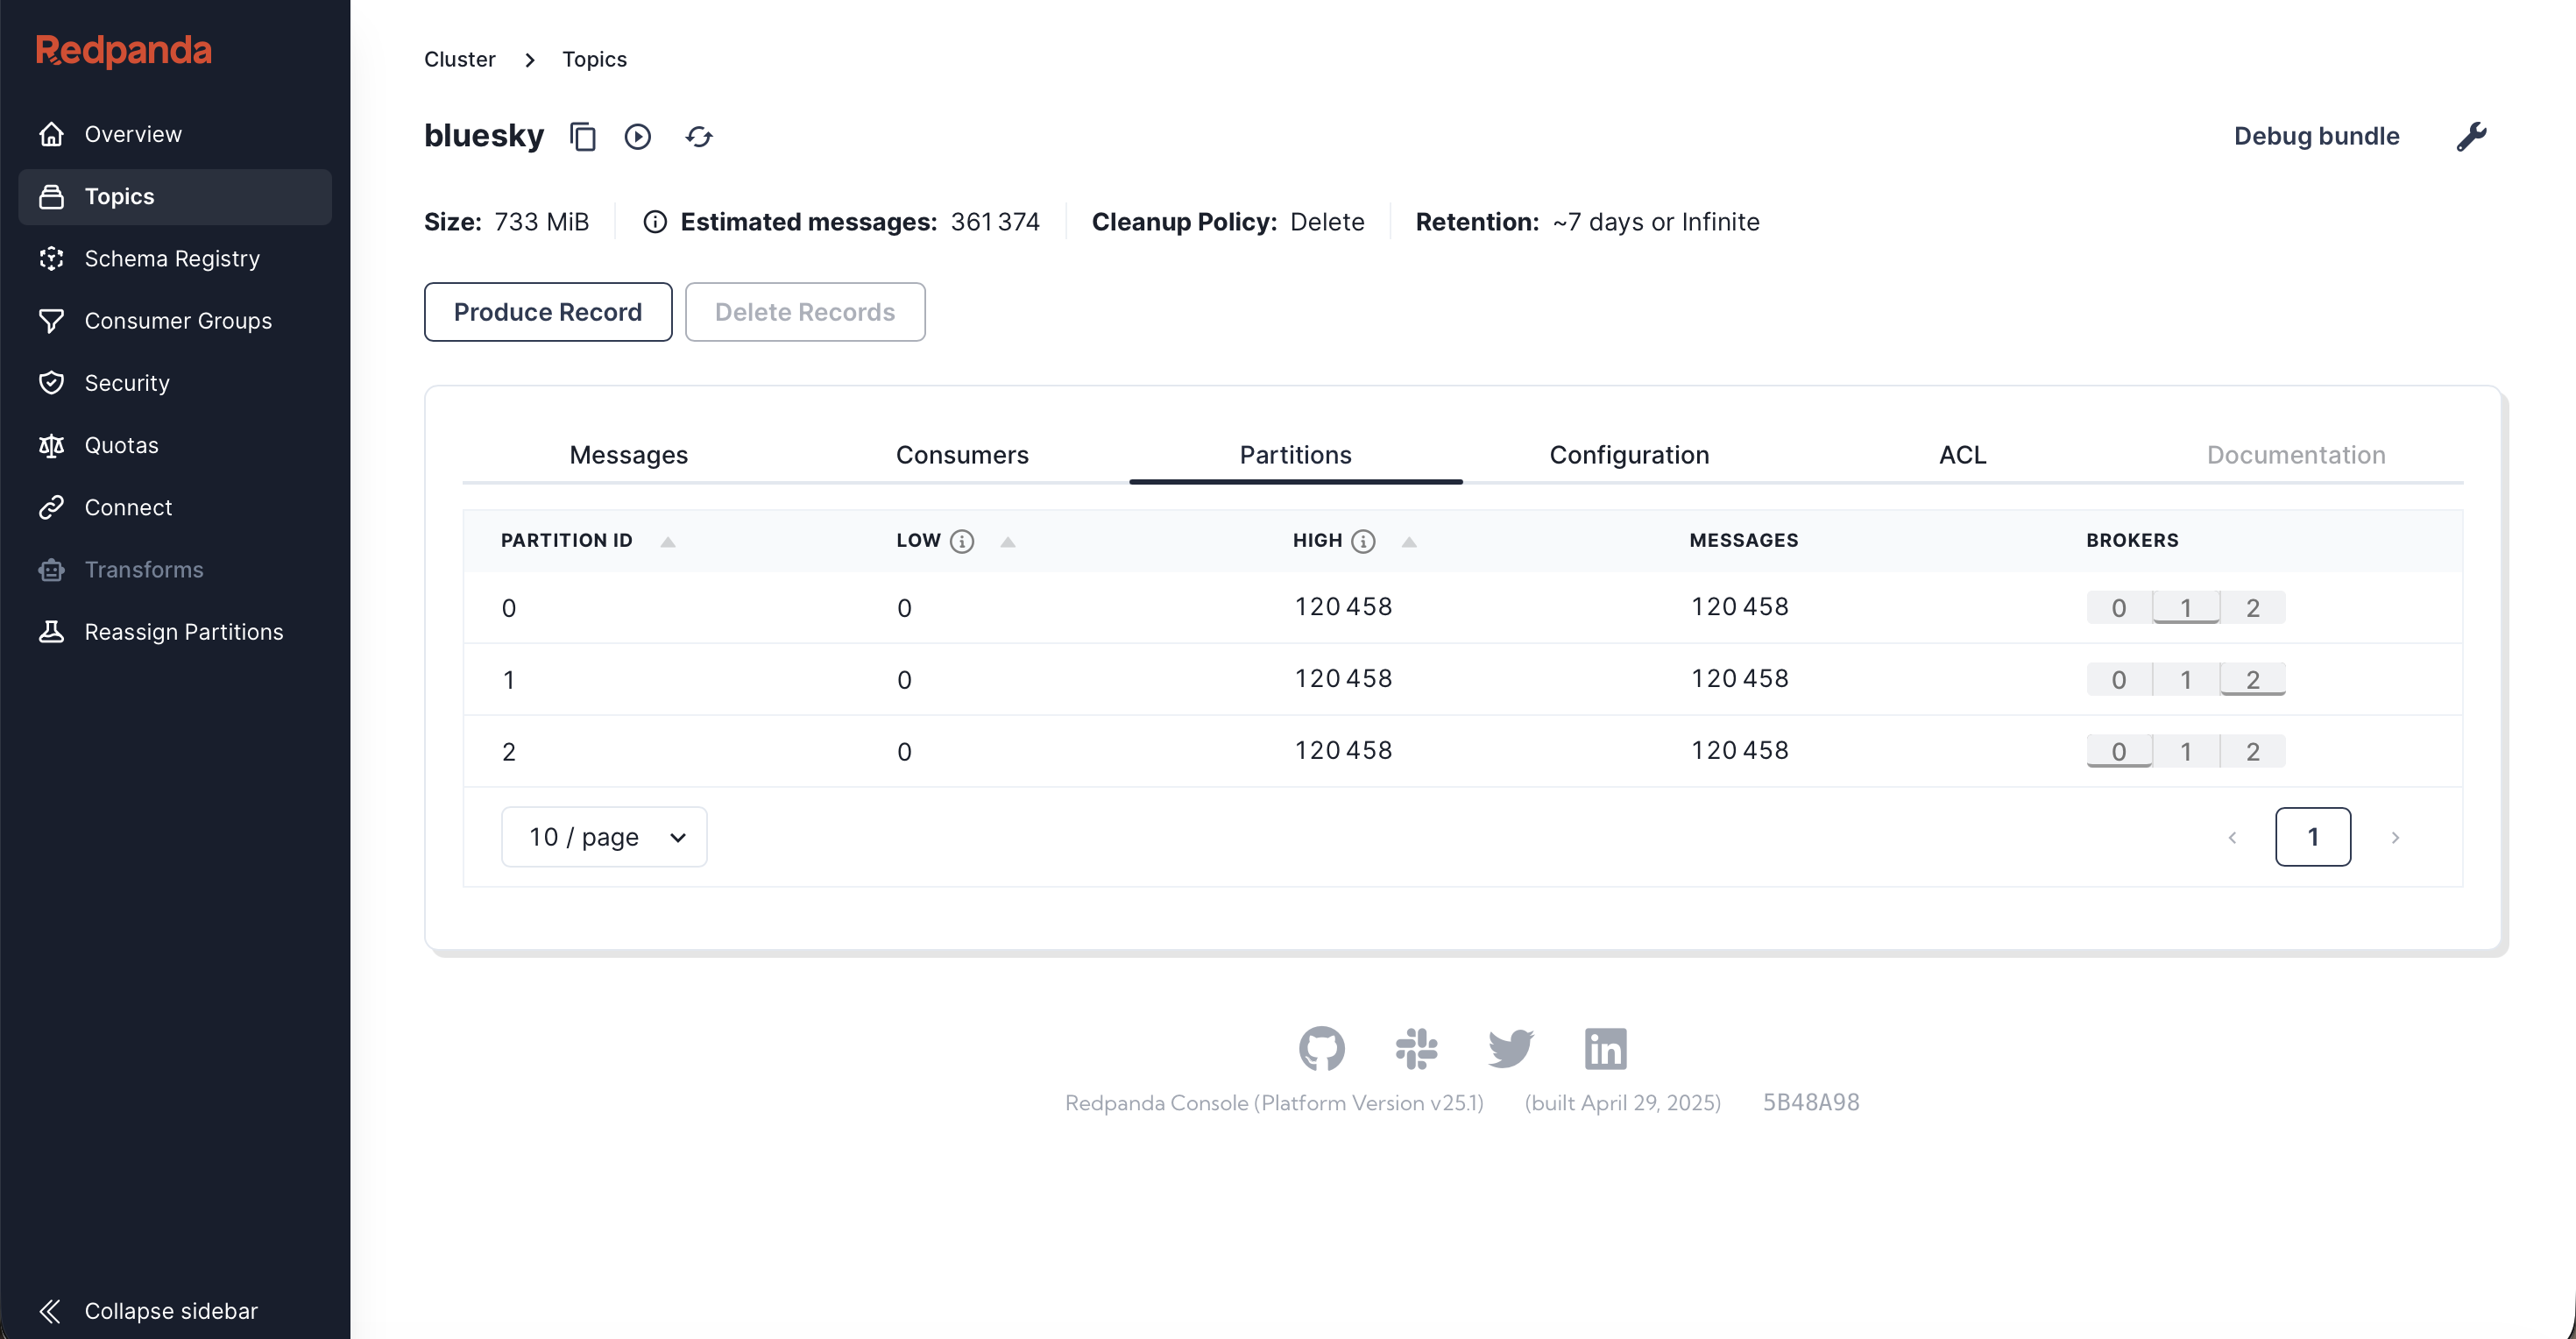 Redpanda
Overview
Topics
Schema Registry
Consumer Groups
Security
Quotas
Connect
Transforms
Reassign Partitions
Collapse sidebar
Cluster > Topics
bluesky
Debug bundle
Size: 733 MiB Estimated messages: 361 374 Cleanup Policy: Delete Retention: ~7 days or Infinite
Produce Record Delete Records
Messages Consumers Partitions Configuration ACL Documentation
PARTITION ID LOW HIGH MESSAGES BROKERS
0 0 120 458 120 458 0 1 2
1 0 120 458 120 458 0 1 2
2 0 120 458 120 458 0 1 2
10 / page 1
Redpanda Console (Platform Version v25.1) (built April 29, 2025) 5B48A98